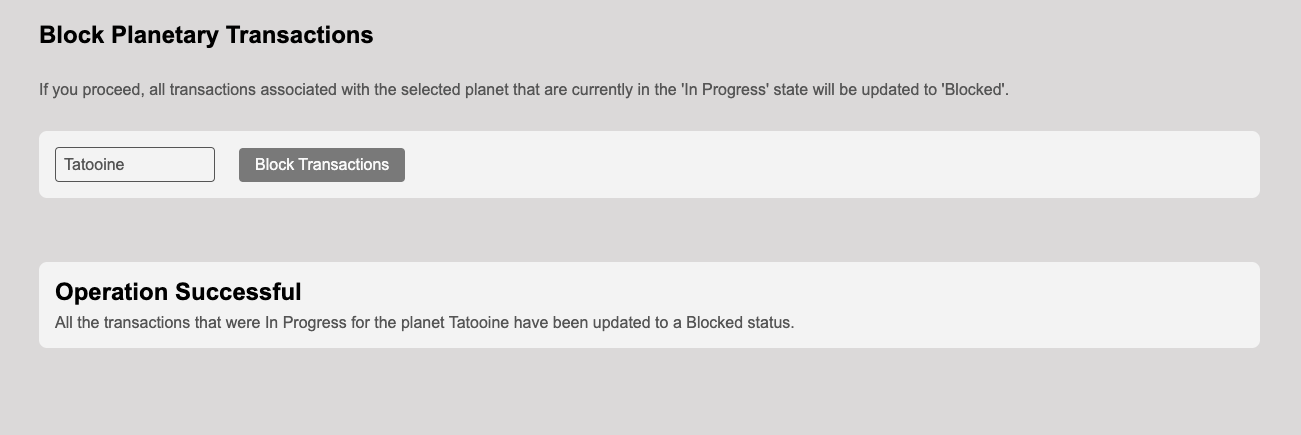 Block Planetary Transactions
If you proceed, all transactions associated with the selected planet that are currently in the 'In Progress' state will be updated to 'Blocked'.
Tatooine
Block Transactions
Operation Successful
All the transactions that were In Progress for the planet Tatooine have been updated to a Blocked status.